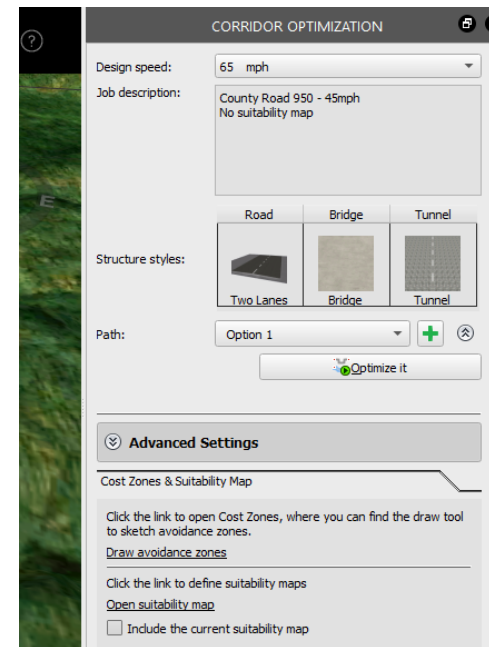 CORRIDOR OPTIMIZATION
?
Design speed:
65 mph
Job description:
County Road 950 - 45mph
No suitability map
Road
Bridge
Tunnel
E
Structure styles:
Two Lanes
Bridge
Tunnel
Path:
Option 1
Optimize it
Advanced Settings
Cost Zones & Suitability Map
Click the link to open Cost Zones, where you can find the draw tool
to sketch avoidance zones.
Draw avoidance zones
Click the link to define suitability maps
Open suitability map
Include the current suitability map